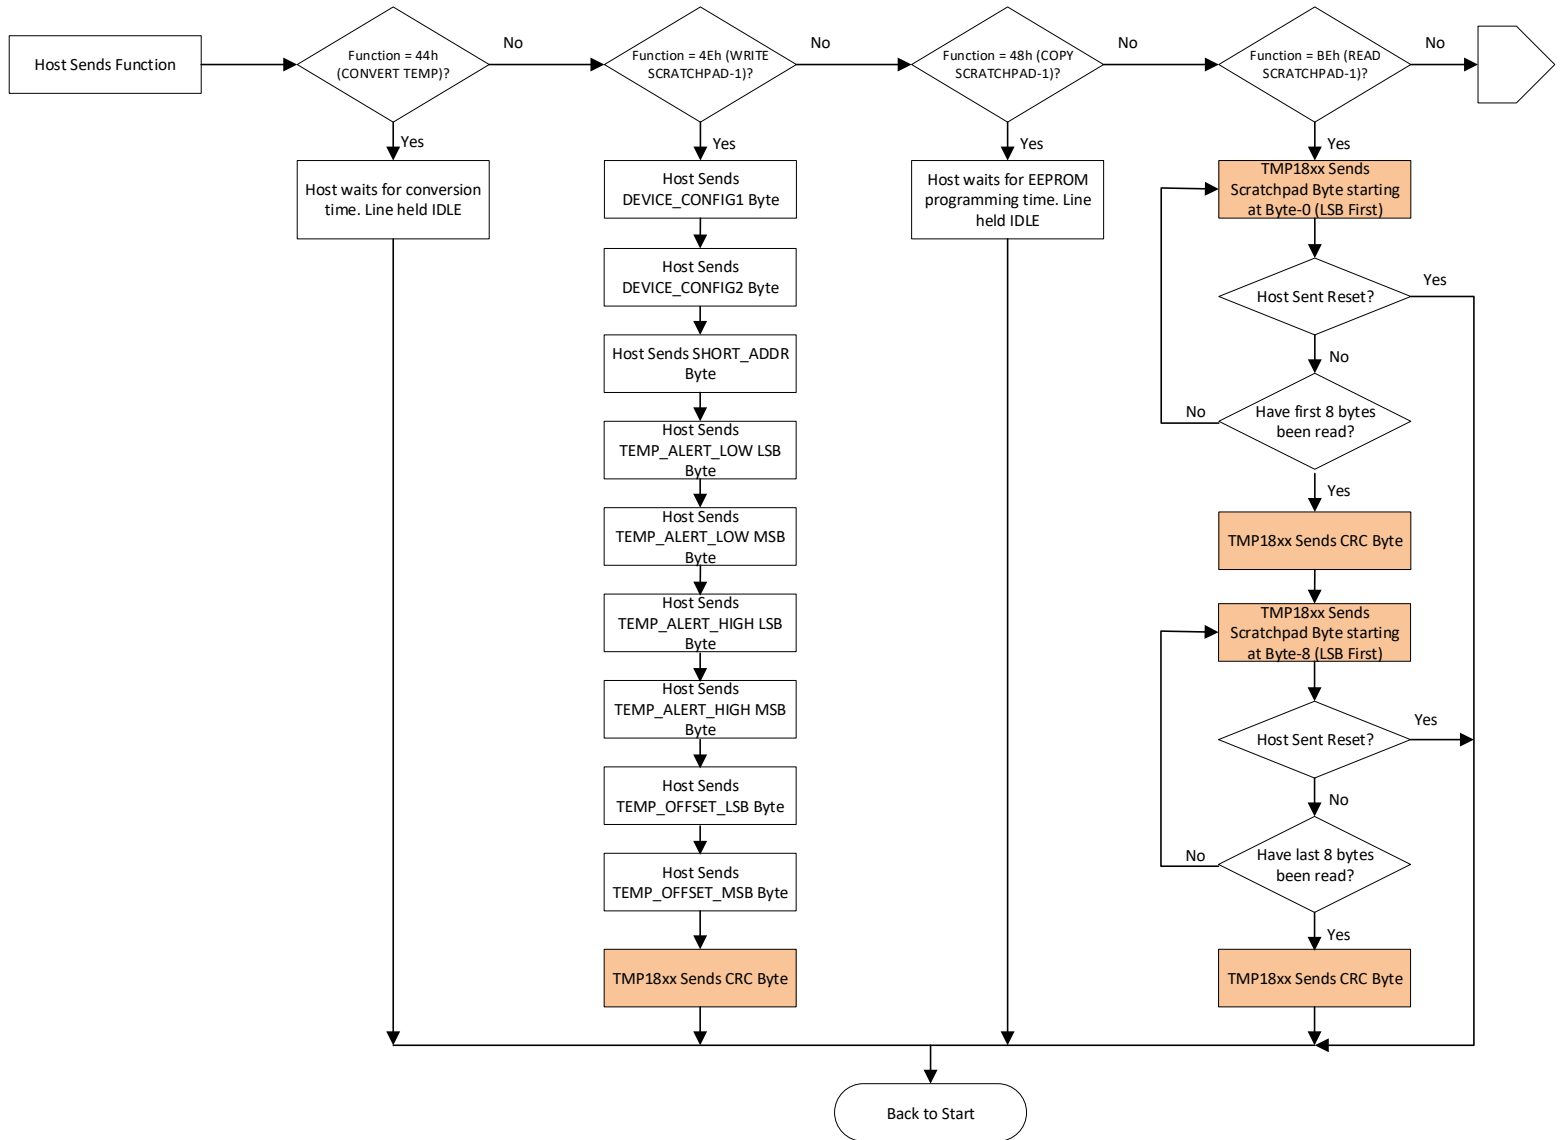 Host Sends Function
Function = 44h
(CONVERT TEMP)?
No
Function = 4Eh (WRITE
SCRATCHPAD-1)?
No
Function = 48h (COPY
SCRATCHPAD-1)?
No
Function = BEh (READ
SCRATCHPAD-1)?
No
Yes
Host waits for conversion
time. Line held IDLE
Yes
Host Sends
DEVICE_CONFIG1 Byte
Host Sends
DEVICE_CONFIG2 Byte
Host Sends SHORT_ADDR
Byte
Host Sends
TEMP_ALERT_LOW LSB
Byte
Host Sends
TEMP_ALERT_LOW MSB
Byte
Host Sends
TEMP_ALERT_HIGH LSB
Byte
Host Sends
TEMP_ALERT_HIGH MSB
Byte
Host Sends
TEMP_OFFSET_LSB Byte
Host Sends
TEMP_OFFSET_MSB Byte
TMP18xx Sends CRC Byte
Yes
Host waits for EEPROM
programming time. Line
held IDLE
Yes
TMP18xx Sends
Scratchpad Byte starting
at Byte-0 (LSB First)
Host Sent Reset?
Yes
No
Have first 8 bytes
been read?
No
Yes
TMP18xx Sends CRC Byte
TMP18xx Sends
Scratchpad Byte starting
at Byte-8 (LSB First)
Host Sent Reset?
Yes
No
Have last 8 bytes
been read?
No
Yes
TMP18xx Sends CRC Byte
Back to Start